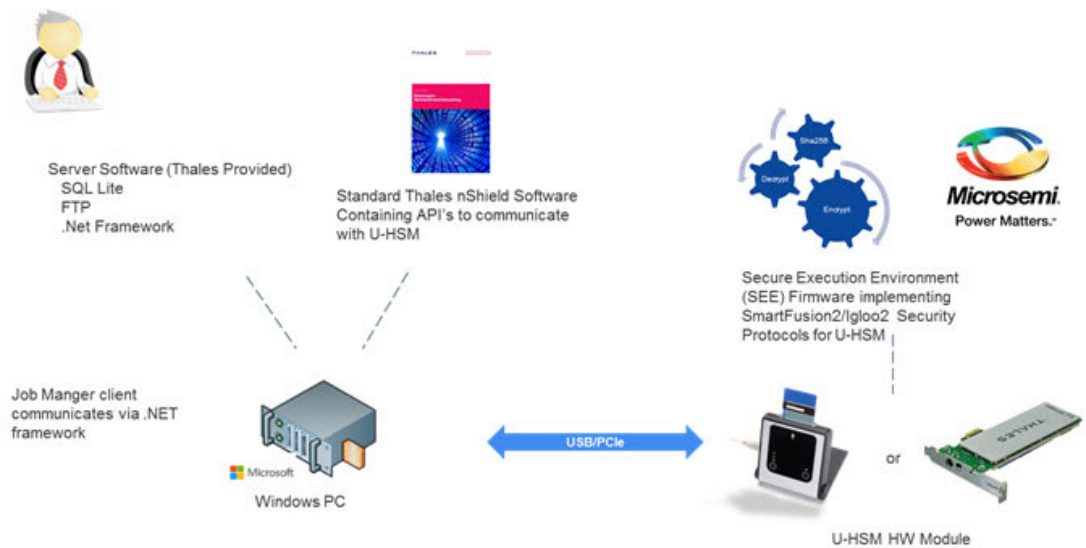 THALES
Server Software (Thales Provided)
SQL Lite
FTP
.Net Framework
Standard Thales nShield Software
Containing API's to communicate
with U-HSM
Sha256
Decrypt
Encrypt
Microsemi.
Power Matters.™
Secure Execution Environment
(SEE) Firmware implementing
SmartFusion2/Igloo2 Security
Protocols for U-HSM
Job Manger client
communicates via .NET
framework
Microsoft
Windows PC
USB/PCIe
or
THALES
U-HSM HW Module